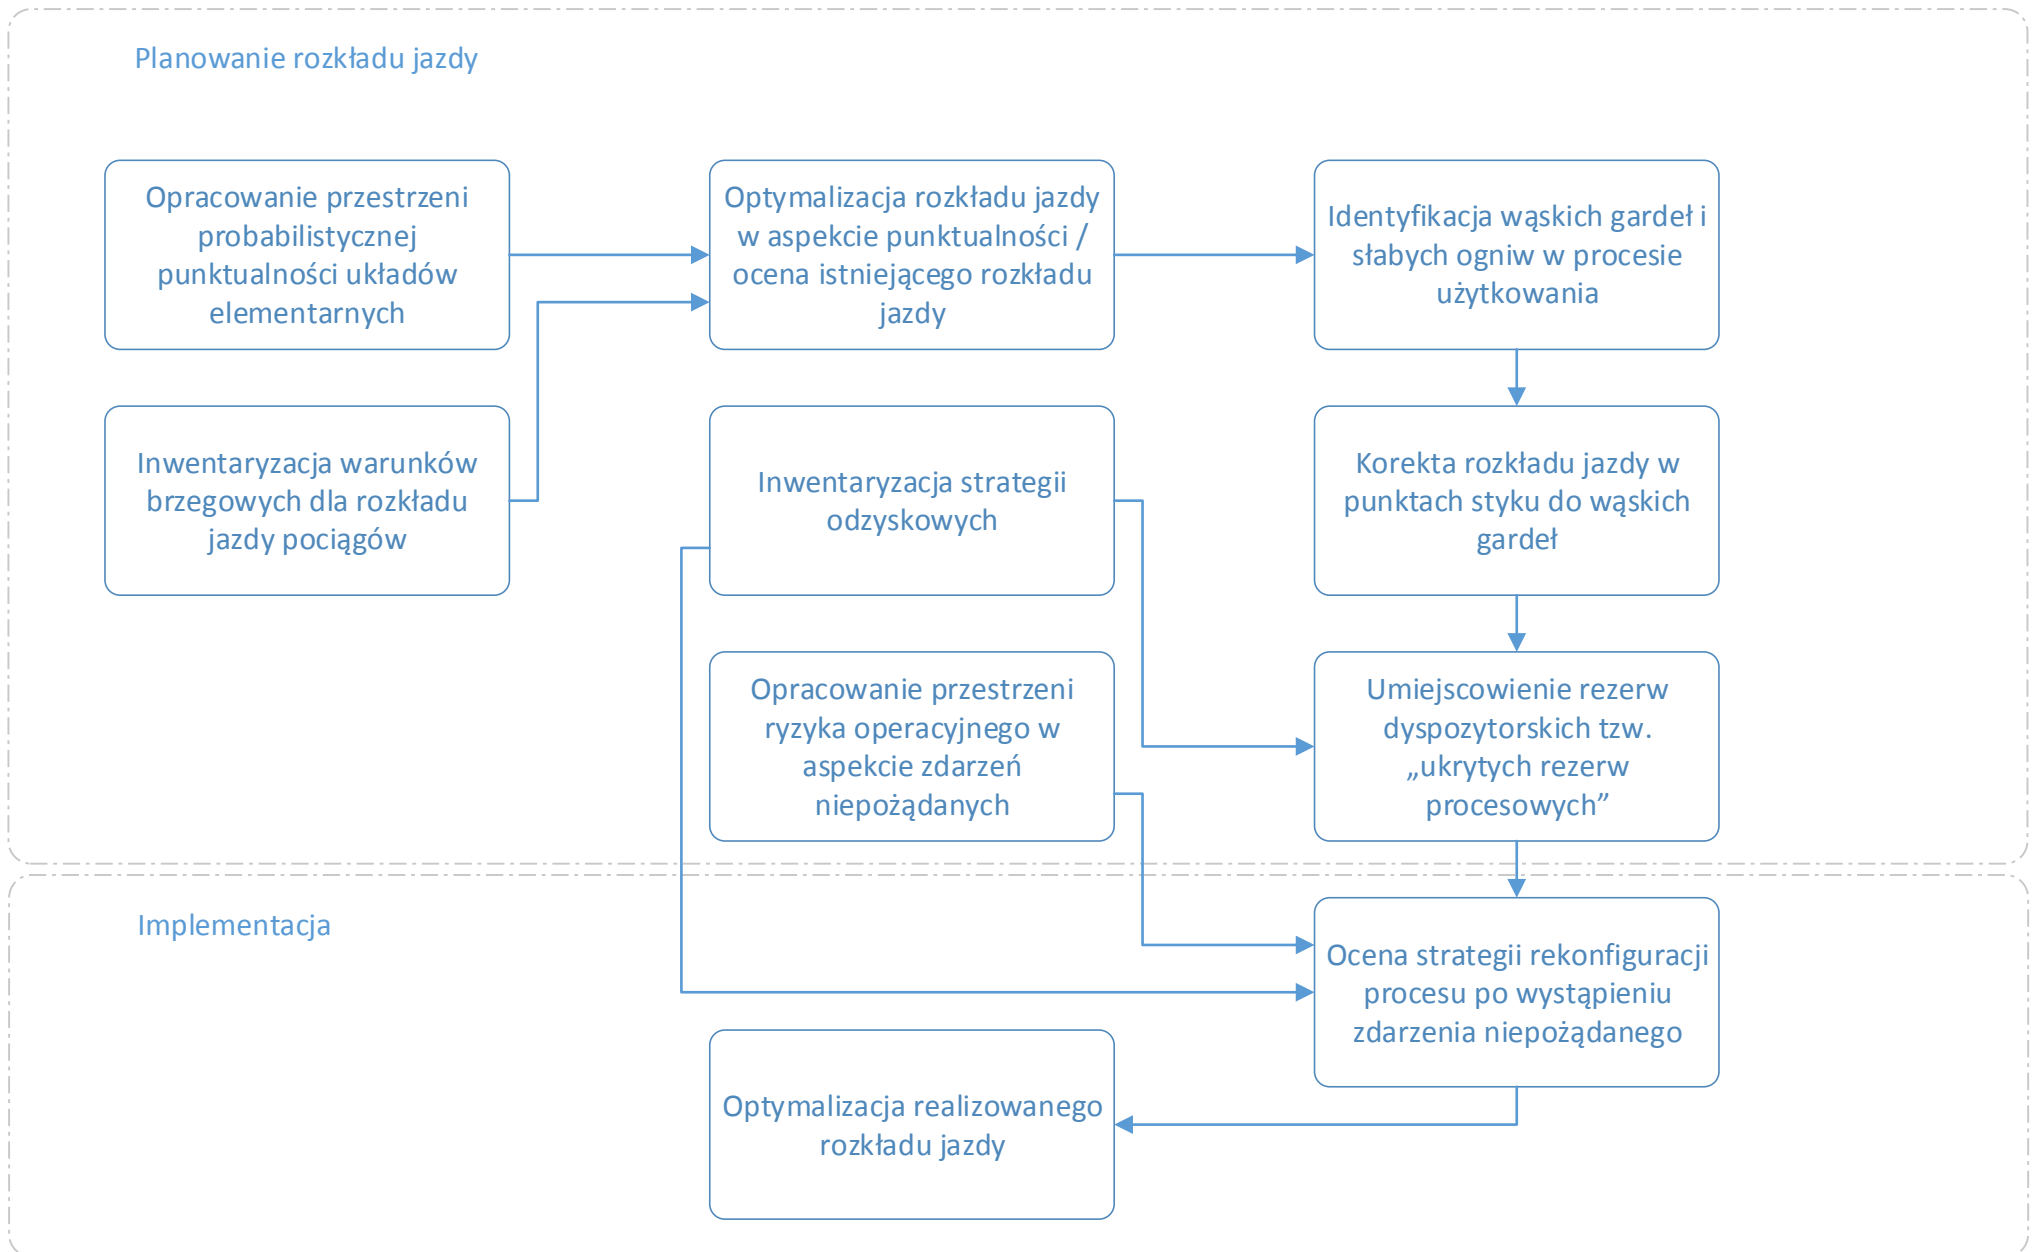 Planowanie rozkładu jazdy
Opracowanie przestrzeni
probabilistycznej
punktualności układów
elementarnych
Optymalizacja rozkładu jazdy
w aspekcie punktualności /
ocena istniejącego rozkładu
jazdy
Identyfikacja wąskich gardeł i
słabych ogniw w procesie
użytkowania
Inwentaryzacja warunków
brzegowych dla rozkładu
jazdy pociągów
Inwentaryzacja strategii
odzyskowych
Korekta rozkładu jazdy w
punktach styku do wąskich
gardeł
Opracowanie przestrzeni
ryzyka operacyjnego w
aspekcie zdarzeń
niepożądanych
Umiejscowienie rezerw
dyspozytorskich tzw.
„ukrytych rezerw
procesowych”
Implementacja
Ocena strategii rekonfiguracji
procesu po wystąpieniu
zdarzenia niepożądanego
Optymalizacja realizowanego
rozkładu jazdy